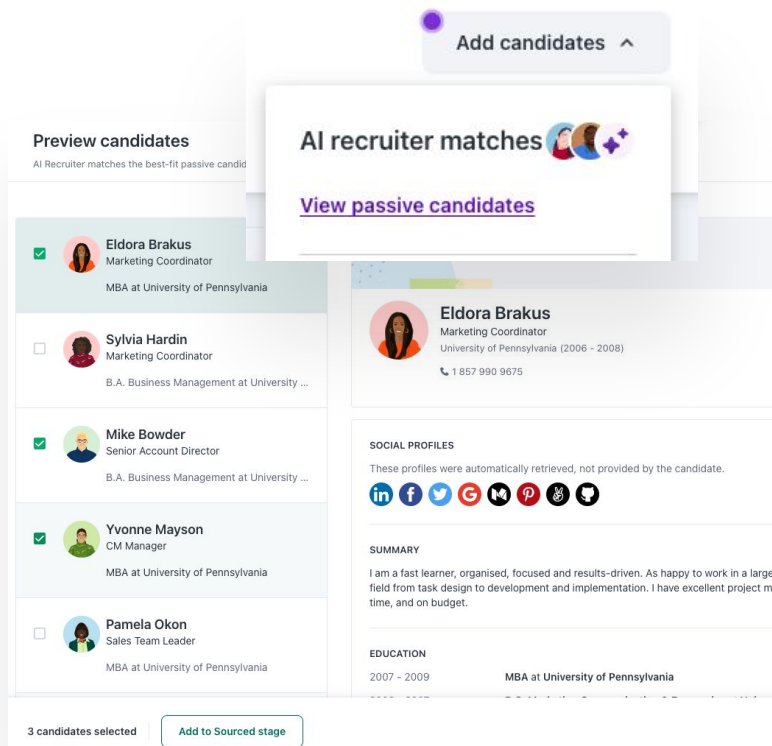 Add candidates
AI recruiter matches
View passive candidates
Preview candidates
AI Recruiter matches the best-fit passive
Eldora Brakus
Marketing Coordinator
MBA at University of Pennsylvania
Sylvia Hardin
Marketing Coordinator
B.A. Business Management at University ...
Mike Bowder
Senior Account Director
B.A. Business Management at University ...
Yvonne Mayson
CM Manager
MBA at University of Pennsylvania
Pamela Okon
Sales Team Leader
MBA at University of Pennsylvania
3 candidates selected
Add to Sourced stage
Eldora Brakus
Marketing Coordinator
University of Pennsylvania (2006 - 2008)
1 857 990 9675
SOCIAL PROFILES
These profiles were automatically retrieved, not provided by the candidate.
SUMMARY
I am a fast learner, organised, focused and results-driven. As happy to work in a large
field from task design to development and implementation. I have excellent project
time, and on budget.
EDUCATION
2007 - 2009
MBA at University of Pennsylvania